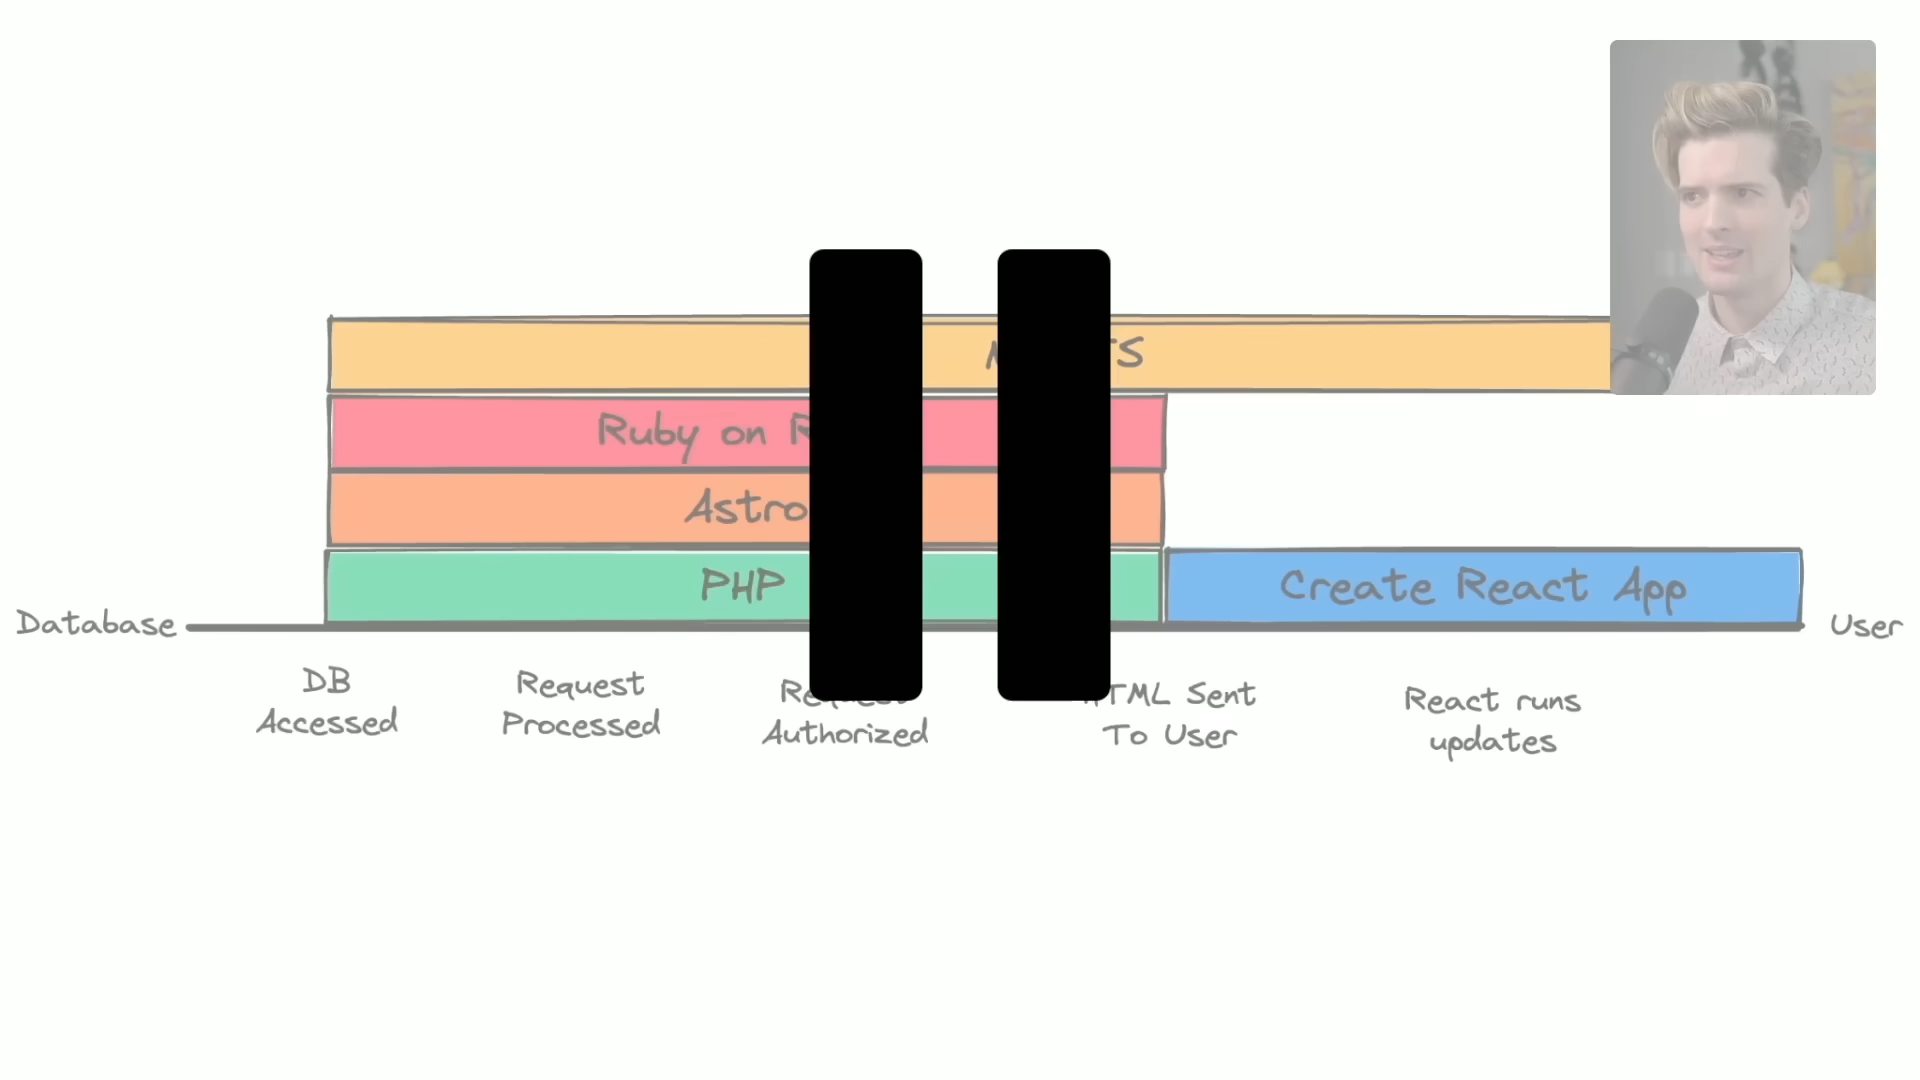 Ruby on
Astro
PHP
Create React App
Database
User
DB
Accessed
Request
Processed
Authorized
Sent
To User
React runs
updates